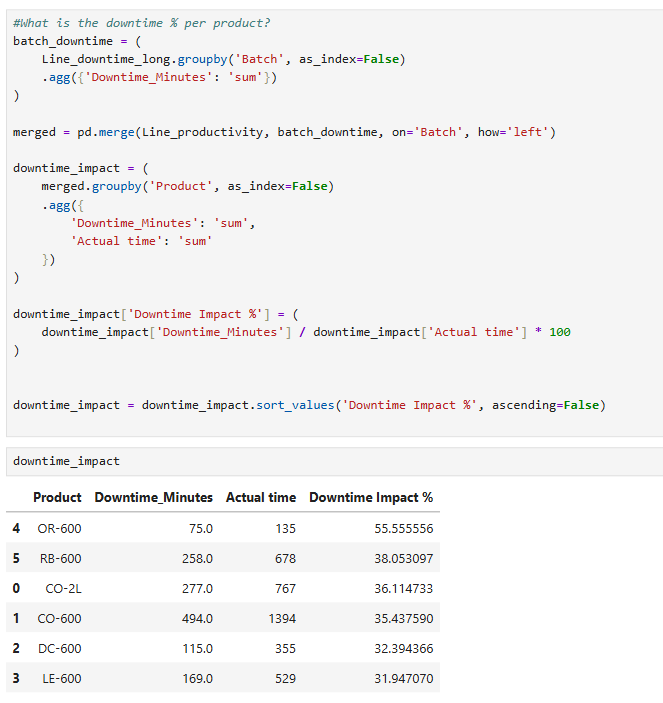 #What is the downtime % per product?
batch_downtime = (
    Line_downtime_long.groupby('Batch', as_index=False)
    .agg({'Downtime_Minutes': 'sum'})
)
merged = pd.merge(Line_productivity, batch_downtime, on='Batch', how='left')
downtime_impact = (
    merged.groupby('Product', as_index=False)
    .agg({
        'Downtime_Minutes': 'sum',
        'Actual time': 'sum'
    })
)
downtime_impact['Downtime Impact %'] = (
    downtime_impact['Downtime_Minutes'] / downtime_impact['Actual time'] * 100
)
downtime_impact = downtime_impact.sort_values('Downtime Impact %', ascending=False)
downtime_impact
Product Downtime_Minutes Actual time Downtime Impact %
4 OR-600 75.0 135 55.555556
5 RB-600 258.0 678 38.053097
0 CO-2L 277.0 767 36.114733
1 CO-600 494.0 1394 35.437590
2 DC-600 115.0 355 32.394366
3 LE-600 169.0 529 31.947070